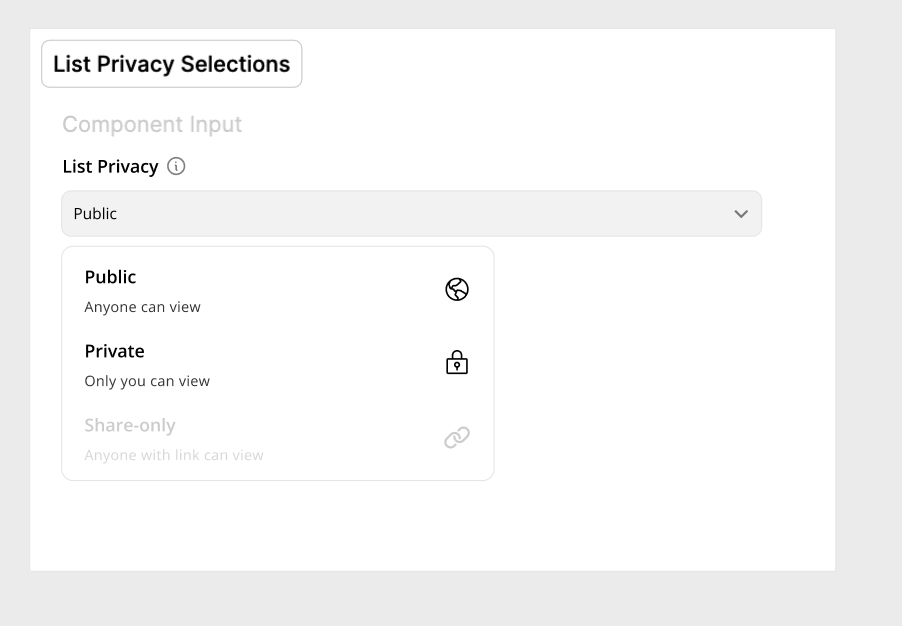 List Privacy Selections
Component Input
List Privacy
Public
Public
Anyone can view
Private
Only you can view
Share-only
Anyone with link can view